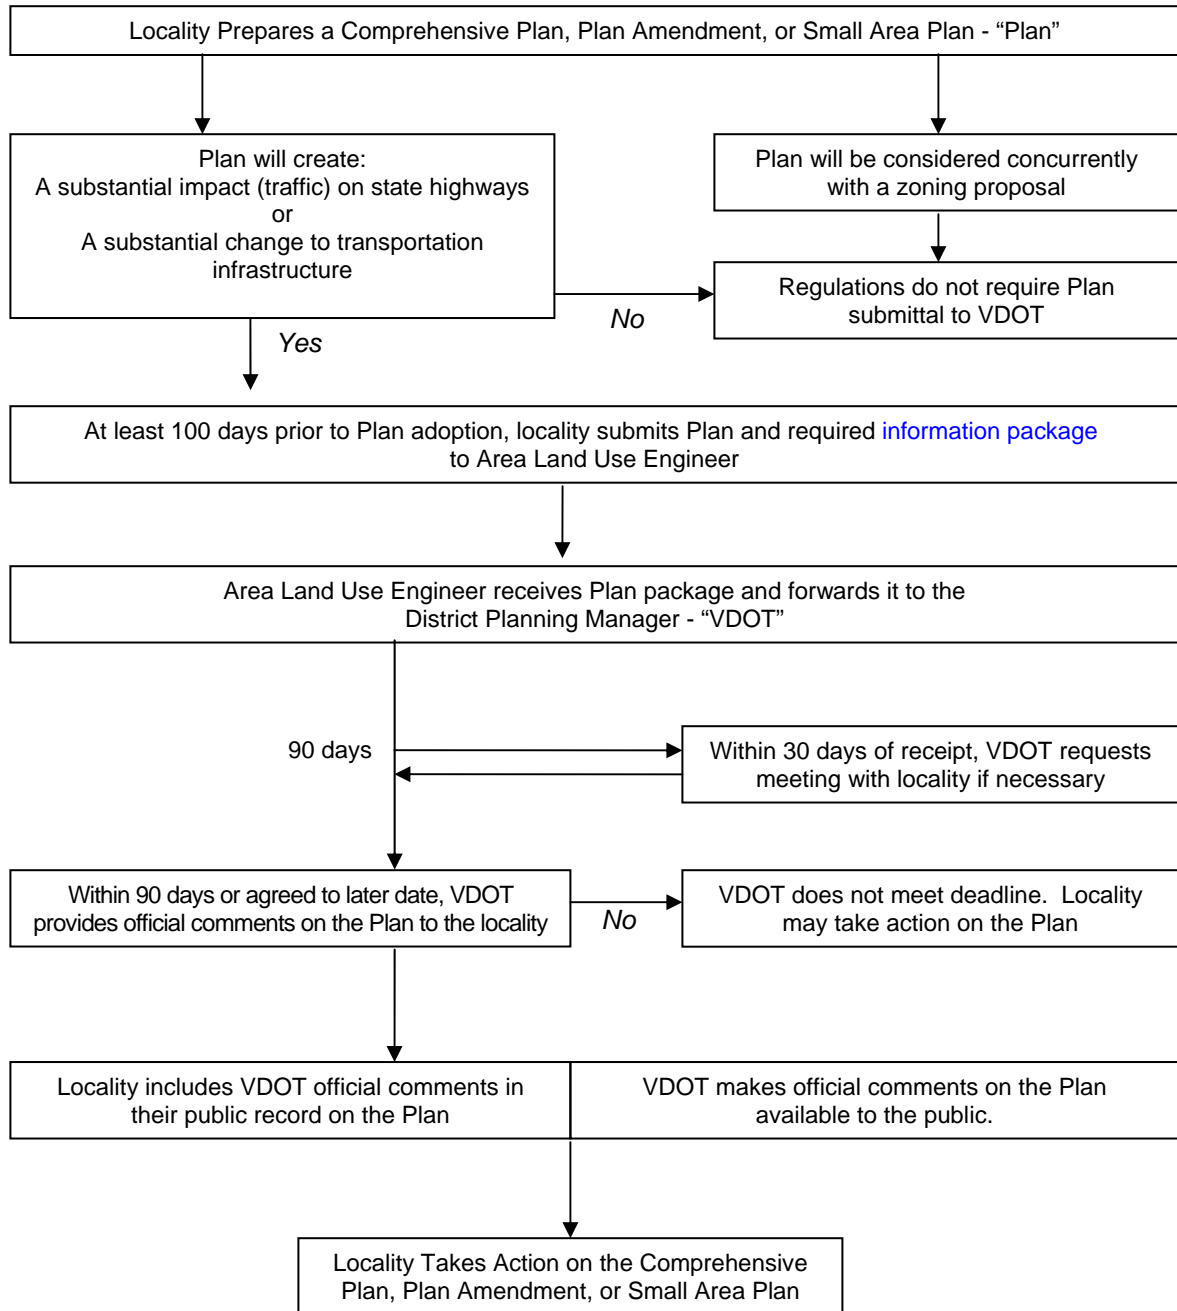 Locality Prepares a Comprehensive Plan, Plan Amendment, or Small Area Plan - “Plan”
Plan will create:
A substantial impact (traffic) on state highways
or
A substantial change to transportation
infrastructure
Plan will be considered concurrently
with a zoning proposal
Regulations do not require Plan
submittal to VDOT
No
Yes
At least 100 days prior to Plan adoption, locality submits Plan and required information package
to Area Land Use Engineer
Area Land Use Engineer receives Plan package and forwards it to the
District Planning Manager - “VDOT”
90 days
Within 30 days of receipt, VDOT requests
meeting with locality if necessary
Within 90 days or agreed to later date, VDOT
provides official comments on the Plan to the locality
No
VDOT does not meet deadline.  Locality
may take action on the Plan
Locality includes VDOT official comments in
their public record on the Plan
VDOT makes official comments on the Plan
available to the public.
Locality Takes Action on the Comprehensive
Plan, Plan Amendment, or Small Area Plan